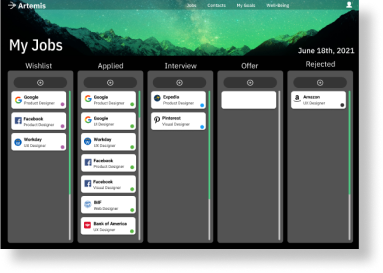 Artemis
Jobs Contacts My Goals Well-Being
My Jobs
June 18th, 2021
Wishlist Applied Interview Offer Rejected
Google
Product Designer
Facebook
Product Designer
Workday
UX Designer
Google
Product Designer
Google
UI Designer
Workday
UX Designer
Facebook
Product Designer
Facebook
Visual Designer
IMF
Web Designer
Bank of America
UX Designer
Expedia
Product Designer
Pinterest
Visual Designer
Amazon
UX Designer